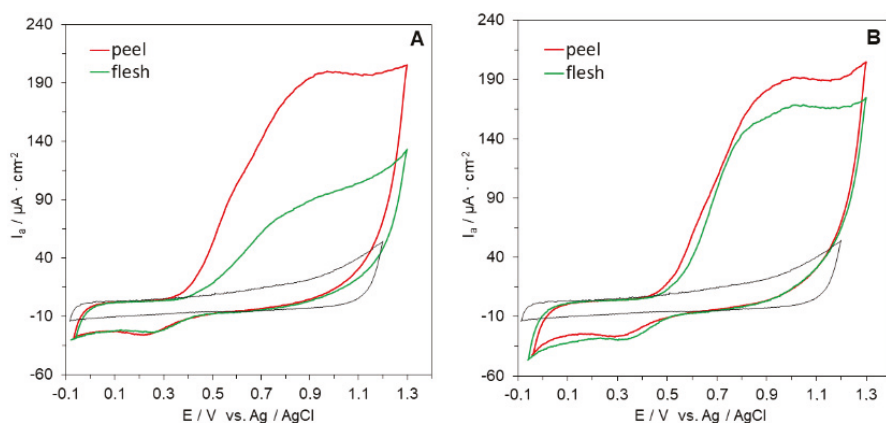 A
peel
flesh
240
190
140
90
40
-10
-60
-0.1 0.1 0.3 0.5 0.7 0.9 1.1 1.3
Iₐ / µA · cm⁻²
E / V vs. Ag / AgCl
B
peel
flesh
240
190
140
90
40
-10
-60
-0.1 0.1 0.3 0.5 0.7 0.9 1.1 1.3
Iₐ / µA · cm⁻²
E / V vs. Ag / AgCl